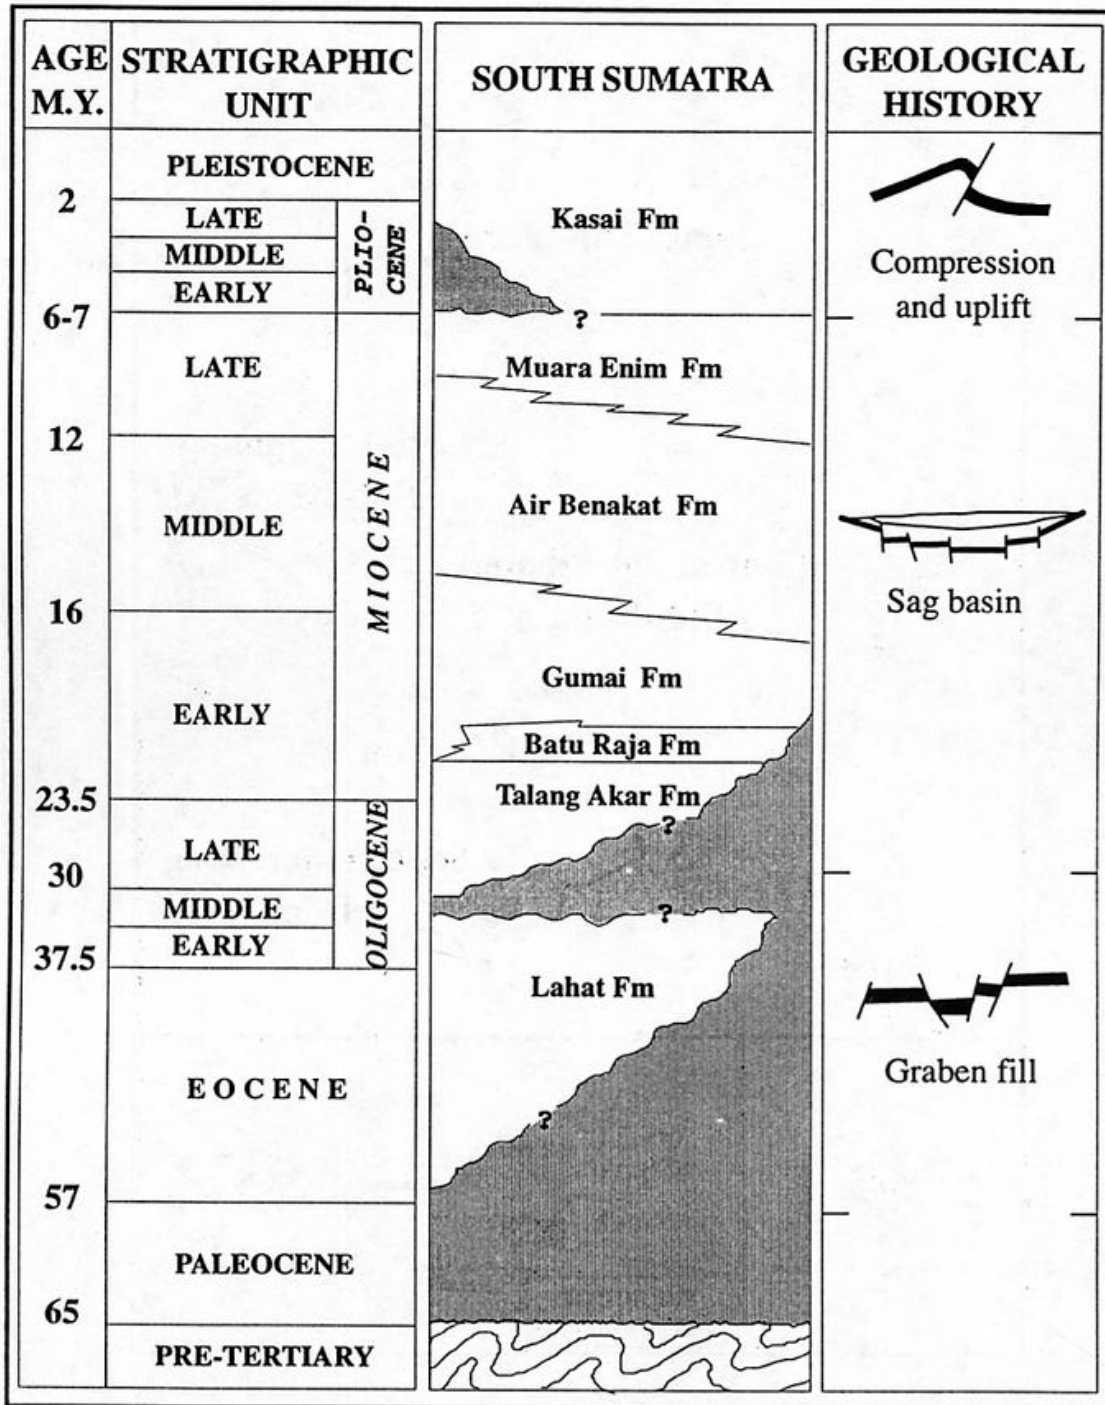 AGE
M.Y.
STRATIGRAPHIC
UNIT
SOUTH SUMATRA
GEOLOGICAL
HISTORY
PLEISTOCENE
2
LATE
MIDDLE
EARLY
PLIO-
CENE
6-7
LATE
12
MIDDLE
16
EARLY
MIOCENE
23.5
LATE
30
MIDDLE
EARLY
OLIGOCENE
37.5
EOCENE
57
PALEOCENE
65
PRE-TERTIARY
Kasai Fm
?
Muara Enim Fm
Air Benakat Fm
Gumai Fm
Batu Raja Fm
Talang Akar Fm
?
?
Lahat Fm
?
Compression
and uplift
Sag basin
Graben fill